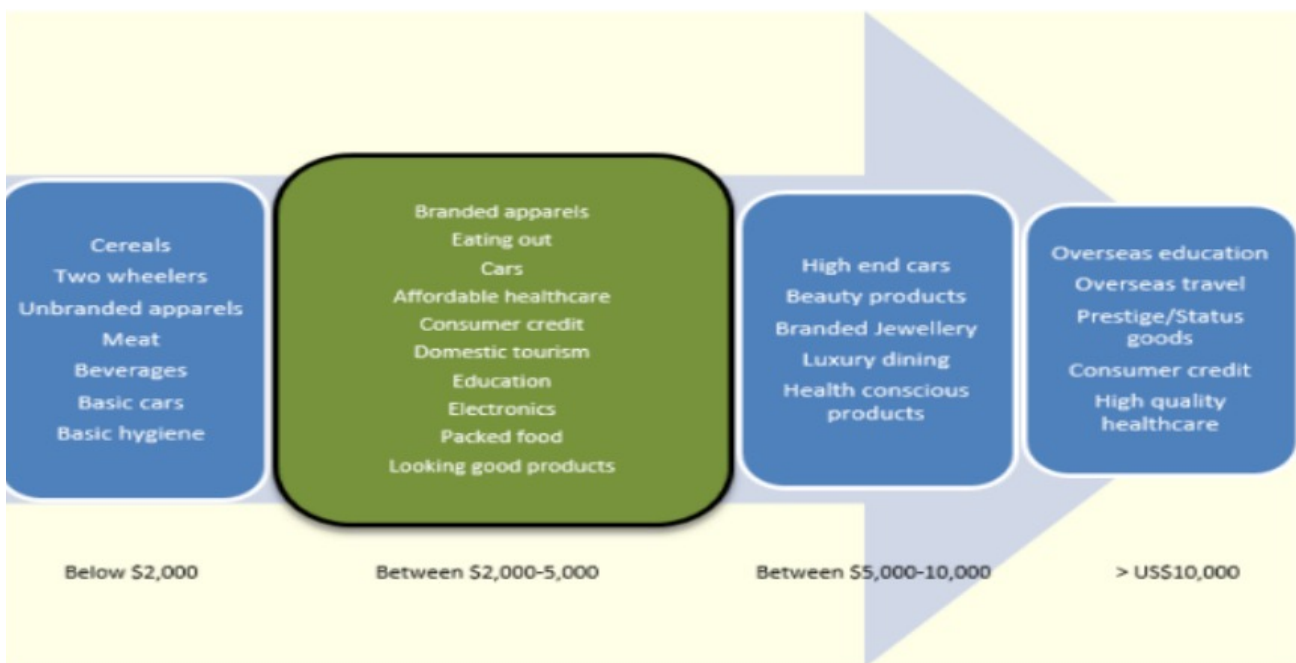 Cereals
Two wheelers
Unbranded apparels
Meat
Beverages
Basic cars
Basic hygiene
Branded apparels
Eating out
Cars
Affordable healthcare
Consumer credit
Domestic tourism
Education
Electronics
Packed food
Looking good products
High end cars
Beauty products
Branded Jewellery
Luxury dining
Health conscious
products
Overseas education
Overseas travel
Prestige/Status
goods
Consumer credit
High quality
healthcare
Below $2,000
Between $2,000-5,000
Between $5,000-10,000
> US$10,000